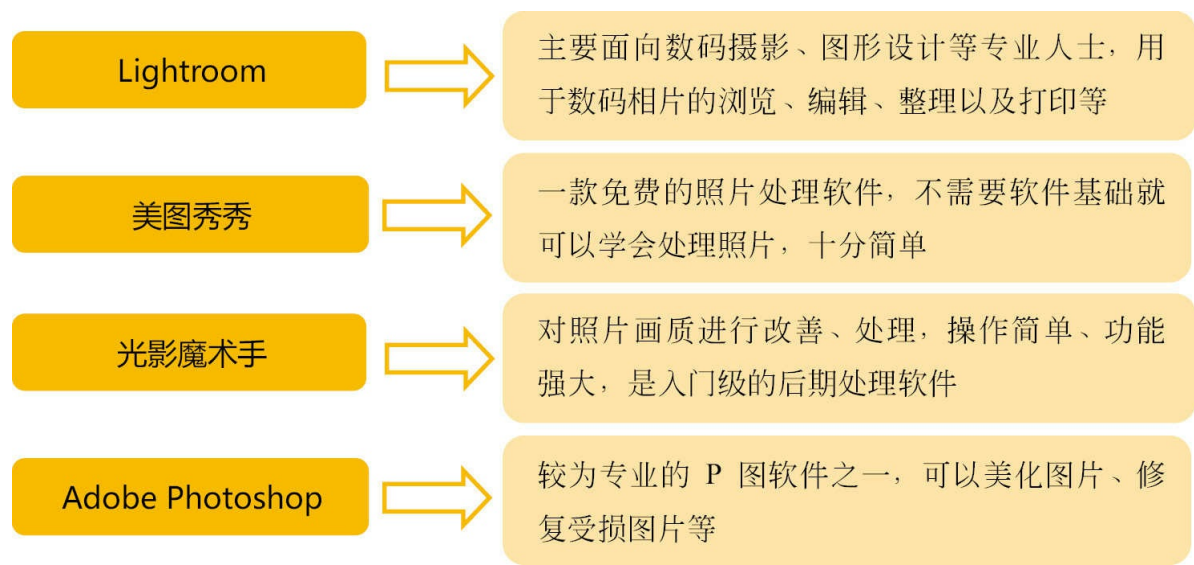 Lightroom
主要面向数码摄影、图形设计等专业人士，用
于数码相片的浏览、编辑、整理以及打印等
美图秀秀
一款免费的照片处理软件，不需要软件基础就
可以学会处理照片，十分简单
光影魔术手
对照片画质进行改善、处理，操作简单、功能
强大，是入门级的后期处理软件
Adobe Photoshop
较为专业的 P 图软件之一，可以美化图片、修
复受损图片等